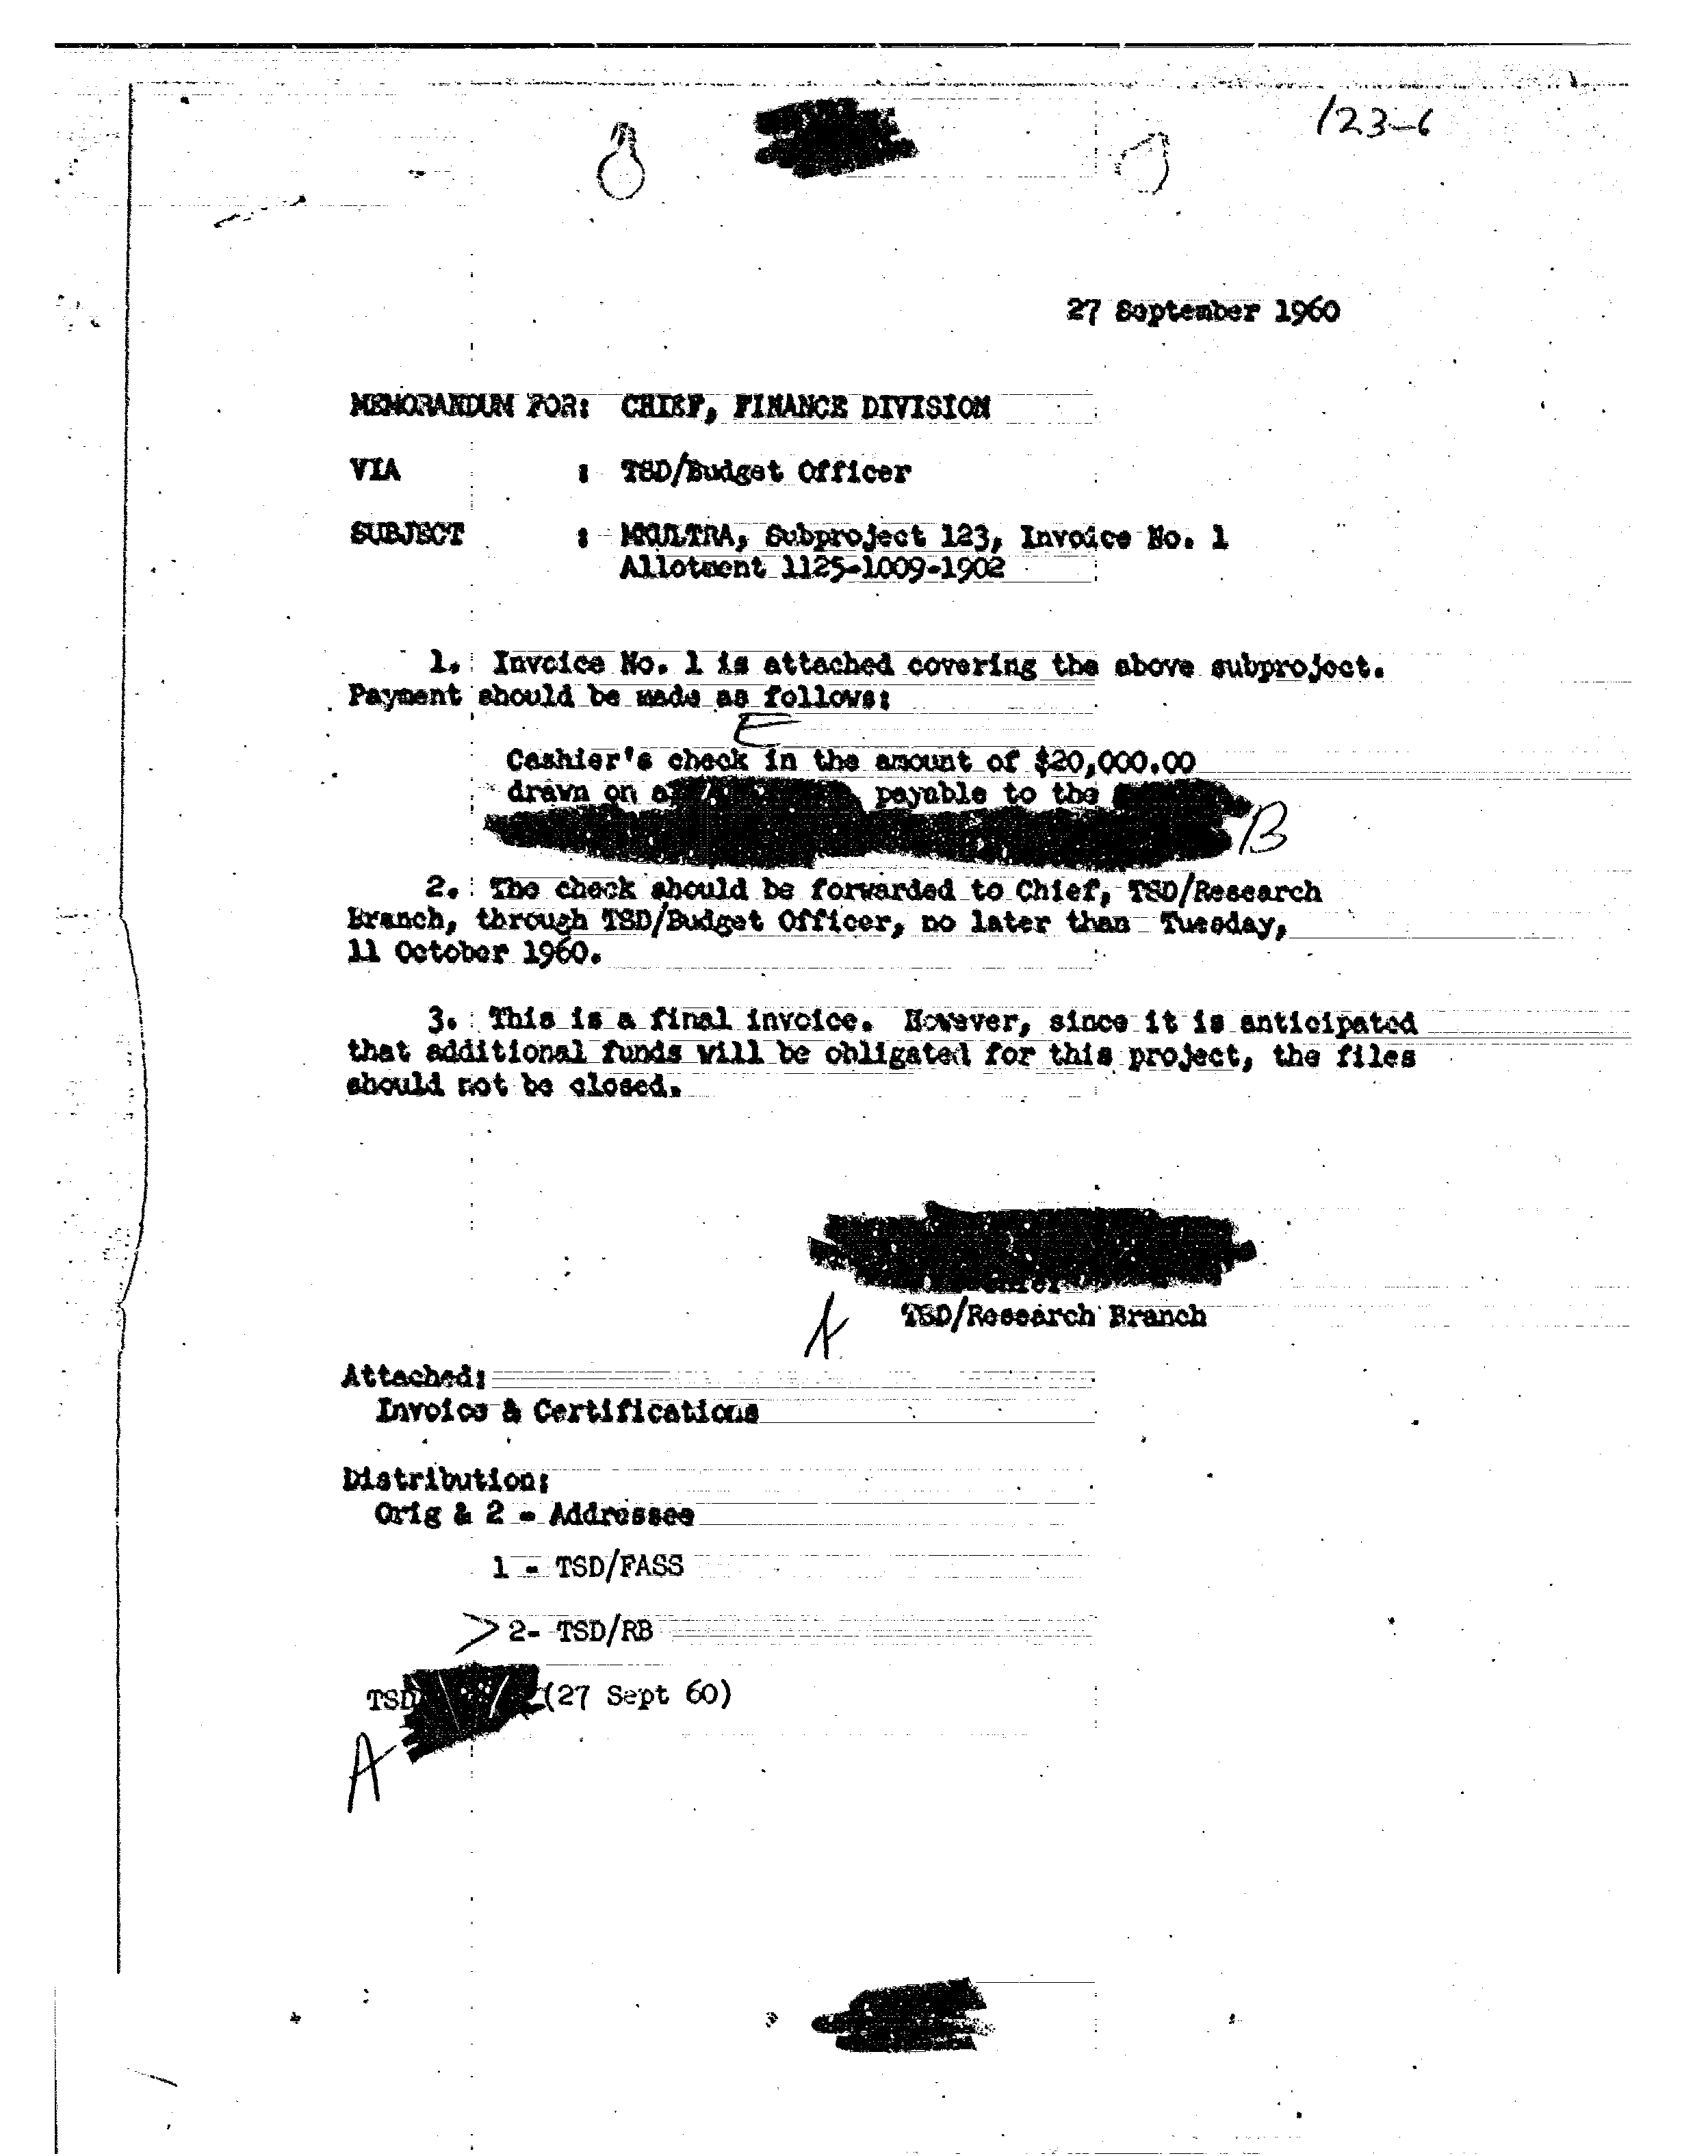 123-6
27 September 1960
MEMORANDUM FOR: CHIEF, FINANCE DIVISION
VIA : TSD/Budget Officer
SUBJECT : MKULTRA, Subproject 123, Invoice No. 1
Allotment 1125-1009-1902
1. Invoice No. 1 is attached covering the above subproject.
Payment should be made as follows:
E
Cashier's check in the amount of $20,000.00
drawn on a payable to the
B
2. The check should be forwarded to Chief, TSD/Research
Branch, through TSD/Budget Officer, no later than Tuesday,
11 October 1960.
3. This is a final invoice. However, since it is anticipated
that additional funds will be obligated for this project, the files
should not be closed.
Chief
TSD/Research Branch
A
Attached:
Invoice & Certifications
Distribution:
Orig & 2 - Addressee
1 - TSD/FASS
2- TSD/RB
TSD (27 Sept 60)
A